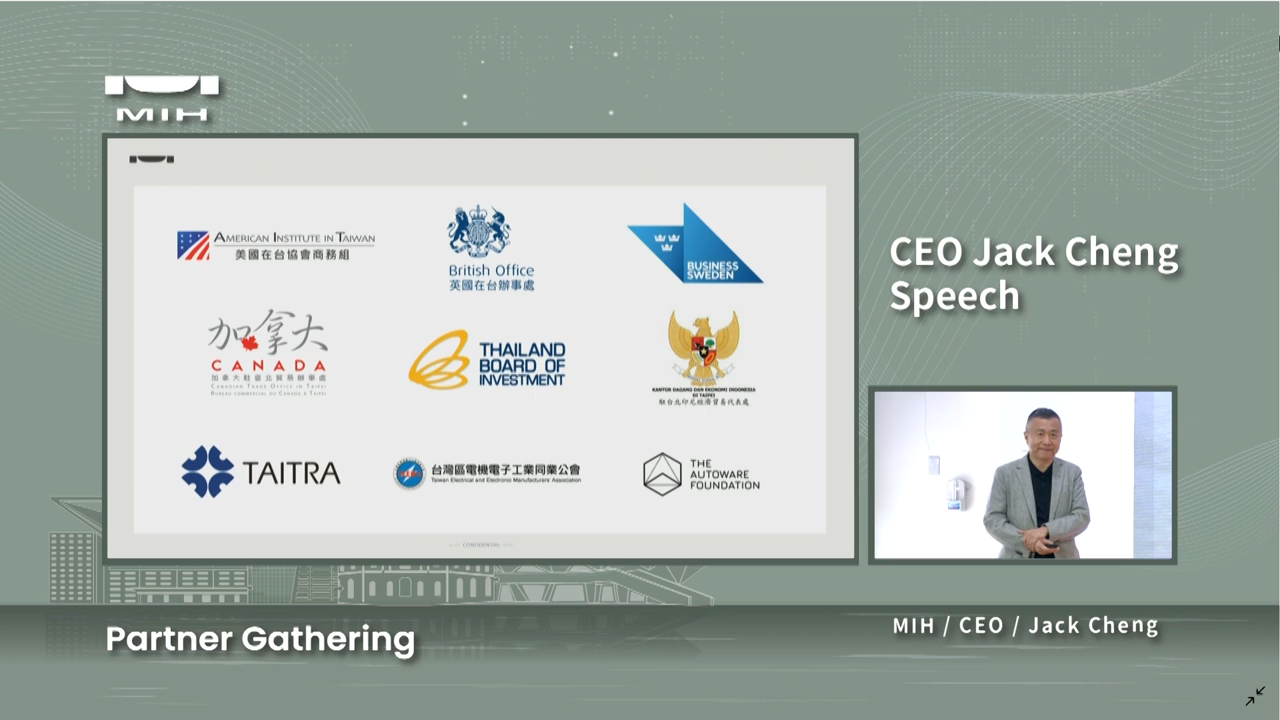 MIH
AMERICAN INSTITUTE IN TAIWAN
美國在台協會商務組
British Office
英國在台辦事處
BUSINESS
SWEDEN
加拿大
CANADA
加拿大駐臺北貿易辦事處
CANADIAN TRADE OFFICE IN TAIPEI
BUREAU COMMERCIAL DU CANADA À TAIPEI
THAILAND
BOARD OF
INVESTMENT
KANTOR DAGANG DAN EKONOMI INDONESIA
DI TAIPEI
駐台北印尼經濟貿易代表處
TAITRA
台灣區電機電子工業同業公會
Taiwan Electrical and Electronic Manufacturers' Association
THE
AUTOWARE
FOUNDATION
CONFIDENTIAL
CEO Jack Cheng
Speech
Partner Gathering
MIH / CEO / Jack Cheng